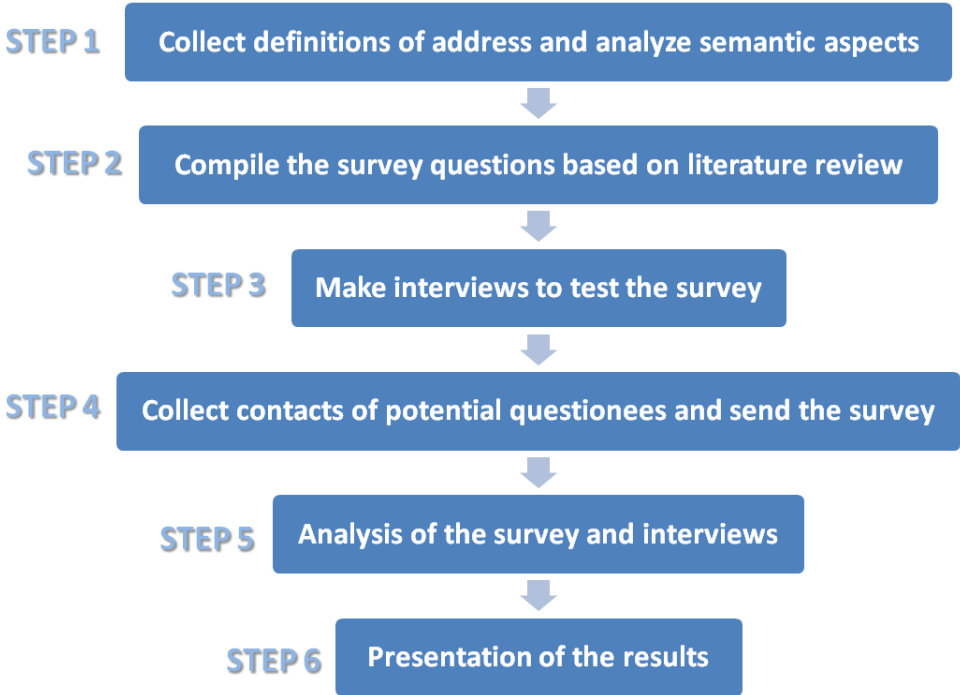 STEP 1
Collect definitions of address and analyze semantic aspects
STEP 2
Compile the survey questions based on literature review
STEP 3
Make interviews to test the survey
STEP 4
Collect contacts of potential questionees and send the survey
STEP 5
Analysis of the survey and interviews
STEP 6
Presentation of the results